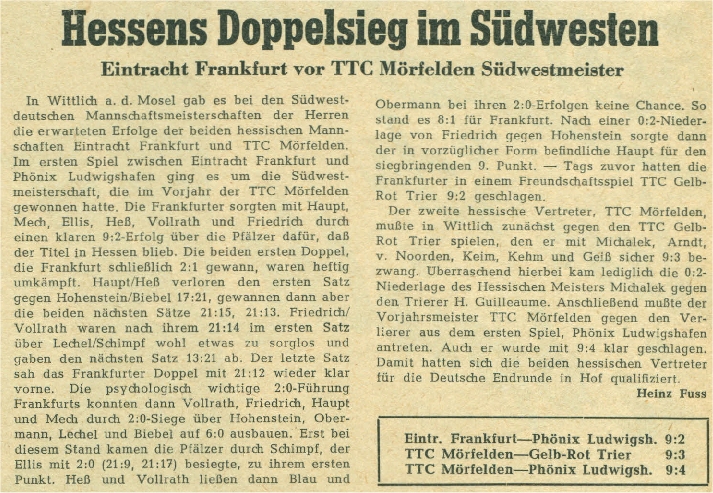 Hessens Doppelsieg im Südwesten
Eintracht Frankfurt vor TTC Mörfelden Südwestmeister
In Wittlich a. d. Mosel gab es bei den Südwest-
deutschen Mannschaftsmeisterschaften der Herren
die erwarteten Erfolge der beiden hessischen Mann-
schaften Eintracht Frankfurt und TTC Mörfelden.
Im ersten Spiel zwischen Eintracht Frankfurt und
Phönix Ludwigshafen ging es um die Südwest-
meisterschaft, die im Vorjahr der TTC Mörfelden
gewonnen hatte. Die Frankfurter sorgten mit Haupt,
Mech, Ellis, Heß, Vollrath und Friedrich durch
einen klaren 9:2-Erfolg über die Pfälzer dafür, daß
der Titel in Hessen blieb. Die beiden ersten Doppel,
die Frankfurt schließlich 2:1 gewann, waren heftig
umkämpft. Haupt/Heß verloren den ersten Satz
gegen Hohenstein/Biebel 17:21, gewannen dann aber
die beiden nächsten Sätze 21:15, 21:13. Friedrich/
Vollrath waren nach ihrem 21:14 im ersten Satz
über Lechel/Schimpf wohl etwas zu sorglos und
gaben den nächsten Satz 13:21 ab. Der letzte Satz
sah das Frankfurter Doppel mit 21:12 wieder klar
vorne. Die psychologisch wichtige 2:0-Führung
Frankfurts konnten dann Vollrath, Friedrich, Haupt
und Mech durch 2:0-Siege über Hohenstein, Ober-
mann, Lechel und Biebel auf 6:0 ausbauen. Erst bei
diesem Stand kamen die Pfälzer durch Schimpf, der
Ellis mit 2:0 (21:9, 21:17) besiegte, zu ihrem ersten
Punkt. Heß und Vollrath ließen dann Blau und
Obermann bei ihren 2:0-Erfolgen keine Chance. So
stand es 8:1 für Frankfurt. Nach einer 0:2-Nieder-
lage von Friedrich gegen Hohenstein sorgte dann
der in vorzüglicher Form befindliche Haupt für den
siegbringenden 9. Punkt. — Tags zuvor hatten die
Frankfurter in einem Freundschaftsspiel TTC Gelb-
Rot Trier 9:2 geschlagen.
Der zweite hessische Vertreter, TTC Mörfelden,
mußte in Wittlich zunächst gegen den TTC Gelb-
Rot Trier spielen, den er mit Michalek, Arndt,
v. Noorden, Keim, Kehm und Geiß sicher 9:3 be-
zwang. Überraschend hierbei kam lediglich die 0:2-
Niederlage des Hessischen Meisters Michalek gegen
den Trierer H. Guilleaume. Anschließend mußte der
Vorjahrsmeister TTC Mörfelden gegen den Ver-
lierer aus dem ersten Spiel, Phönix Ludwigshafen
antreten. Auch er wurde mit 9:4 klar geschlagen.
Damit hatten sich die beiden hessischen Vertreter
für die Deutsche Endrunde in Hof qualifiziert.
Heinz Fuss
Eintr. Frankfurt—Phönix Ludwigsh. 9:2
TTC Mörfelden—Gelb-Rot Trier 9:3
TTC Mörfelden—Phönix Ludwigsh. 9:4